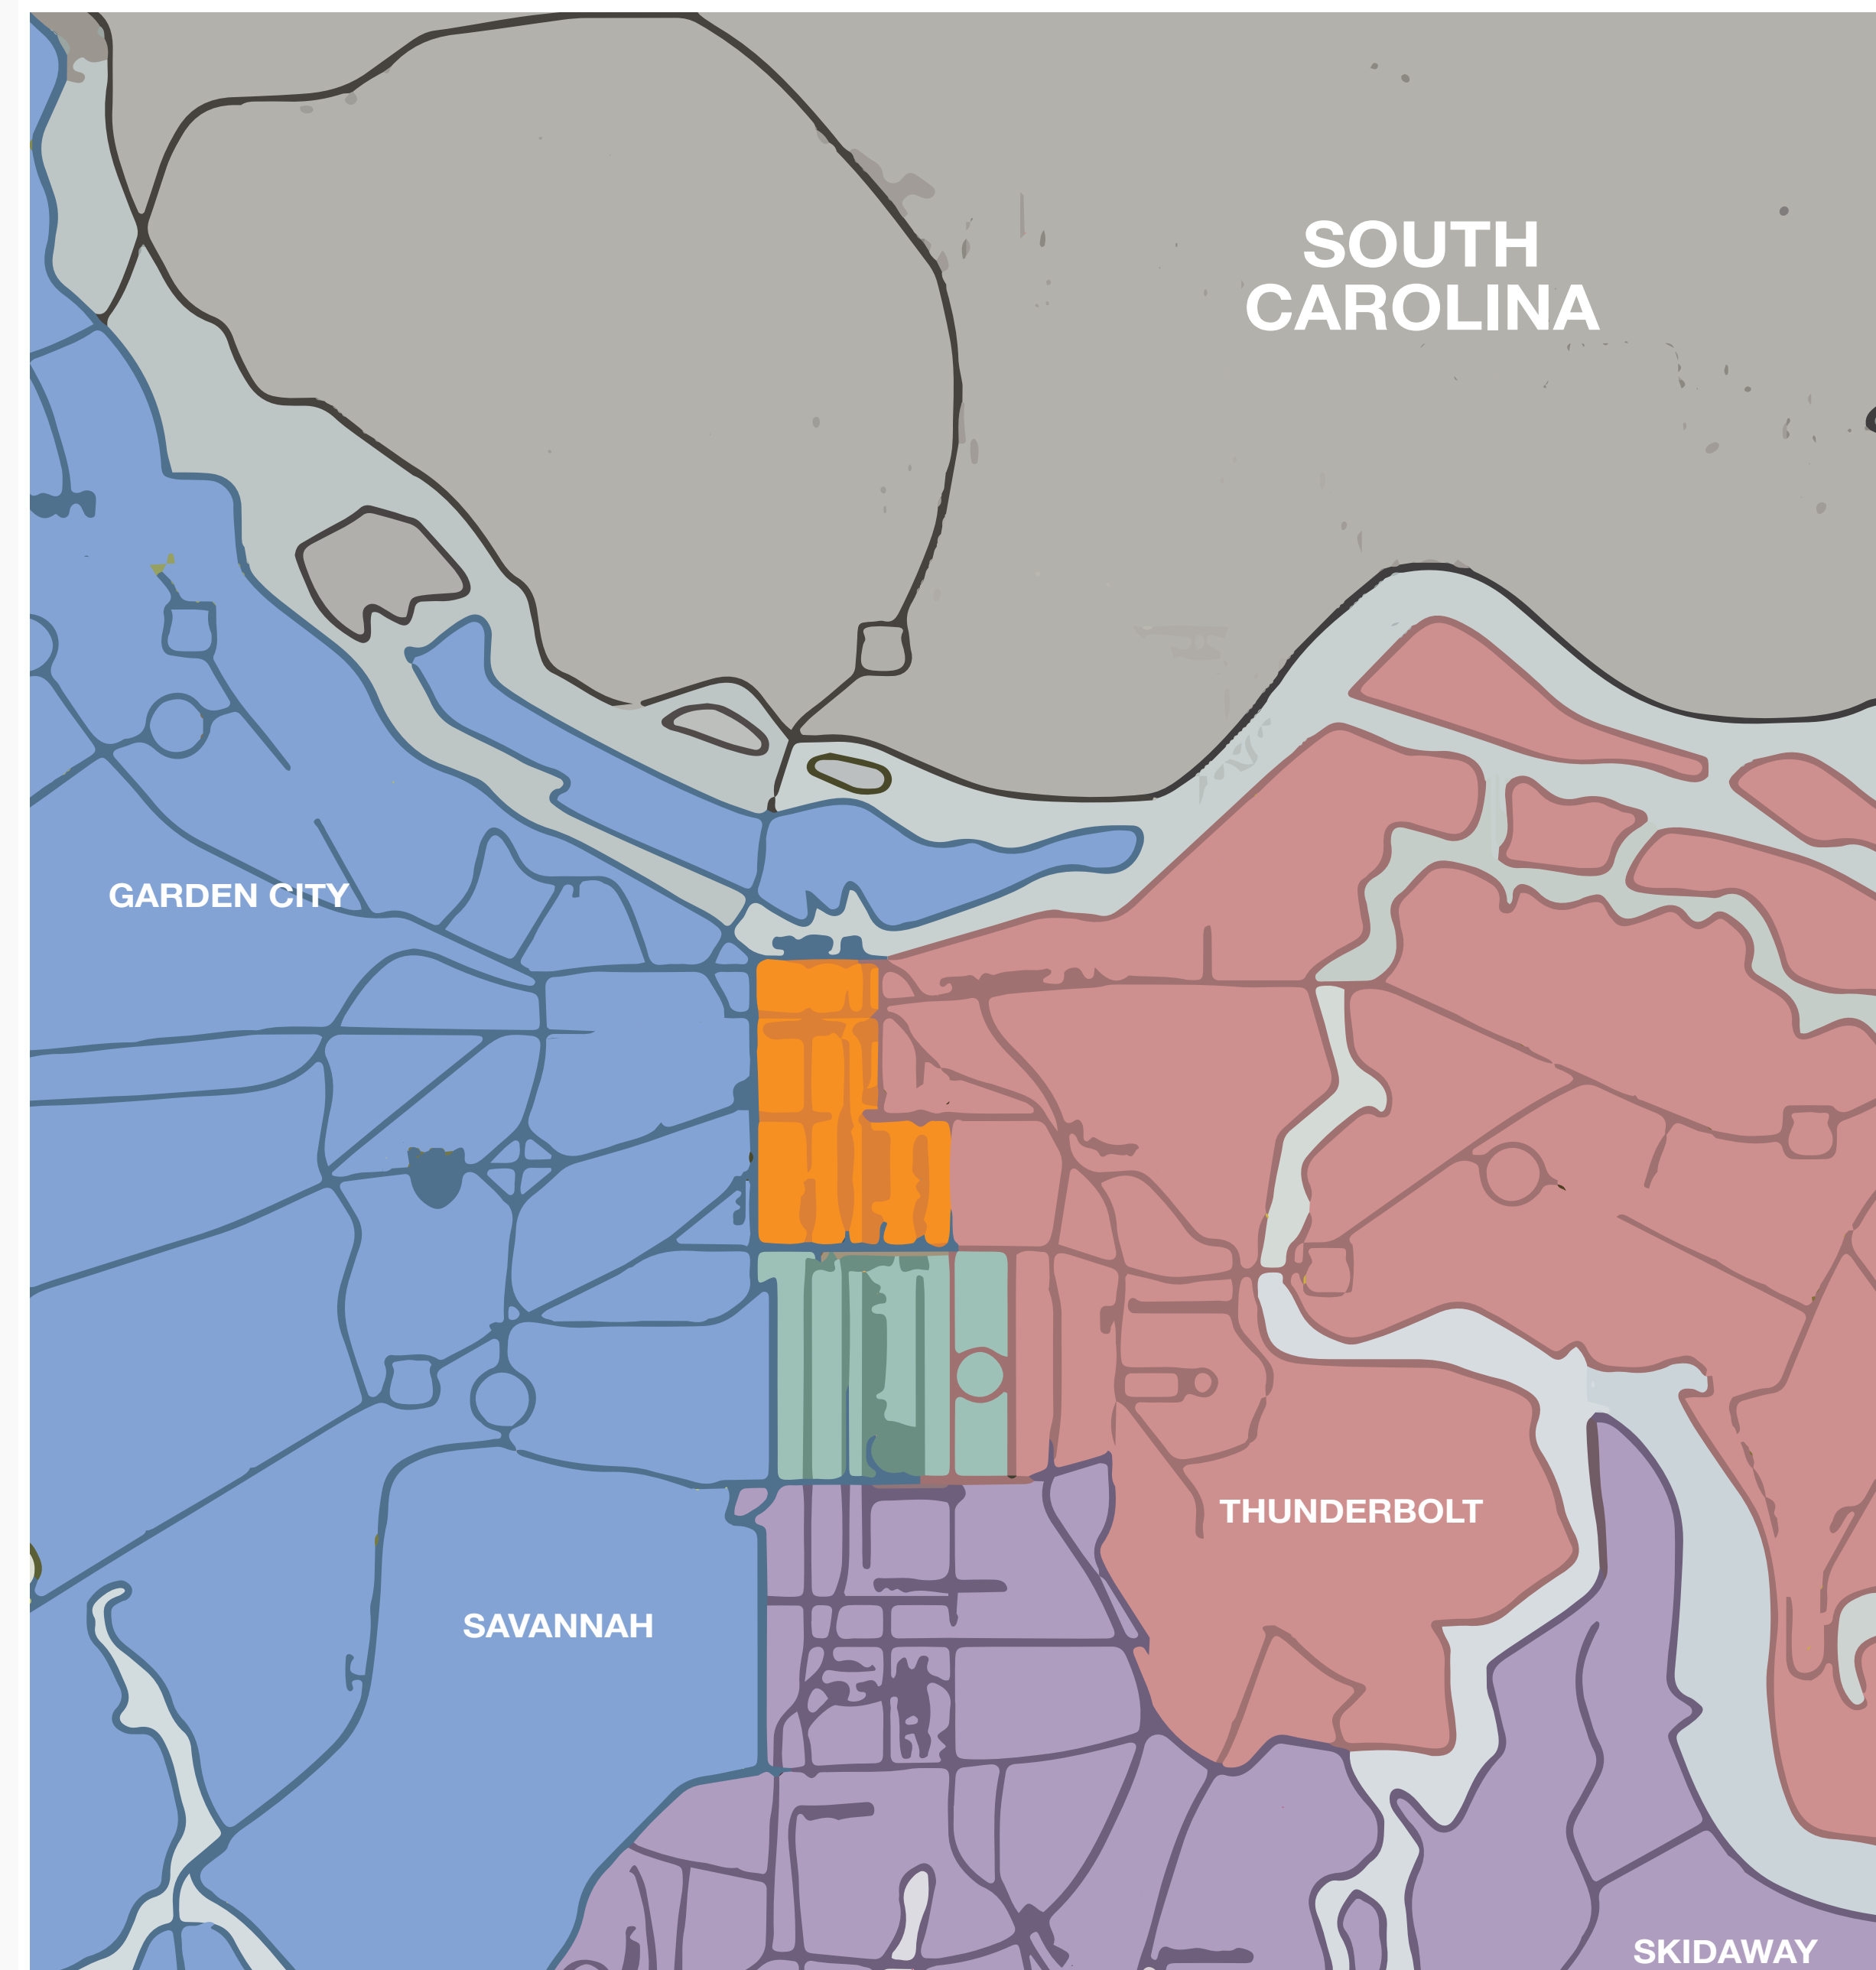 SOUTH
CAROLINA
GARDEN CITY
THUNDERBOLT
SAVANNAH
SKIDAWAY